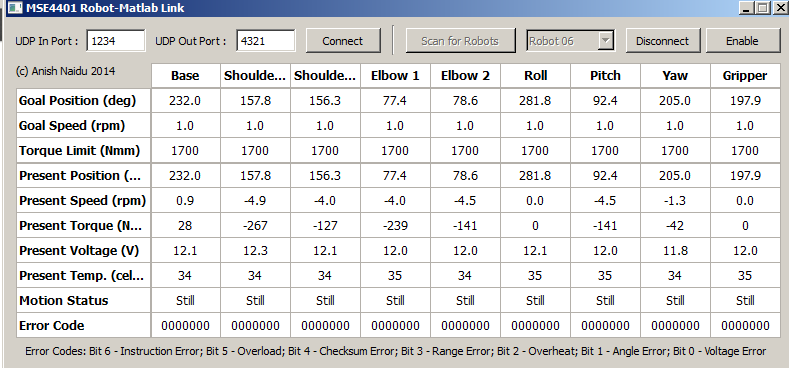 MSE4401 Robot-Matlab Link
UDP In Port : 1234 UDP Out Port : 4321 Connect Scan for Robots Robot 06 Disconnect Enable
(c) Anish Naidu 2014 Base Shoulde... Shoulde... Elbow 1 Elbow 2 Roll Pitch Yaw Gripper
Goal Position (deg) 232.0 157.8 156.3 77.4 78.6 281.8 92.4 205.0 197.9
Goal Speed (rpm) 1.0 1.0 1.0 1.0 1.0 1.0 1.0 1.0 1.0
Torque Limit (Nmm) 1700 1700 1700 1700 1700 1700 1700 1700 1700
Present Position (... 232.0 157.8 156.3 77.4 78.6 281.8 92.4 205.0 197.9
Present Speed (rpm) 0.9 -4.9 -4.0 -4.0 -4.5 0.0 -4.5 -1.3 0.0
Present Torque (N... 28 -267 -127 -239 -141 0 -141 -42 0
Present Voltage (V) 12.1 12.3 12.1 12.0 12.0 12.1 12.0 11.8 12.0
Present Temp. (cel... 34 34 34 35 34 35 35 34 35
Motion Status Still Still Still Still Still Still Still Still Still
Error Code 0000000 0000000 0000000 0000000 0000000 0000000 0000000 0000000 0000000
Error Codes: Bit 6 - Instruction Error; Bit 5 - Overload; Bit 4 - Checksum Error; Bit 3 - Range Error; Bit 2 - Overheat; Bit 1 - Angle Error; Bit 0 - Voltage Error